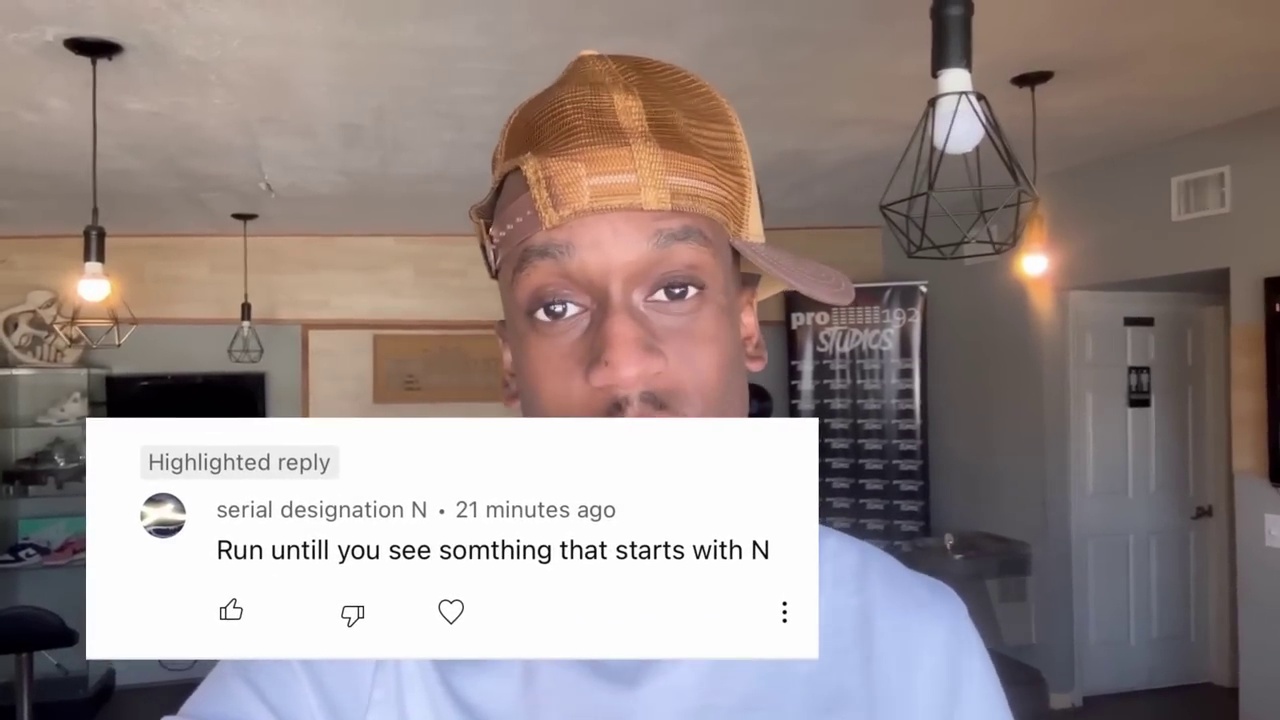 pro 192
STUDIOS
Highlighted reply
serial designation N • 21 minutes ago
Run untill you see somthing that starts with N